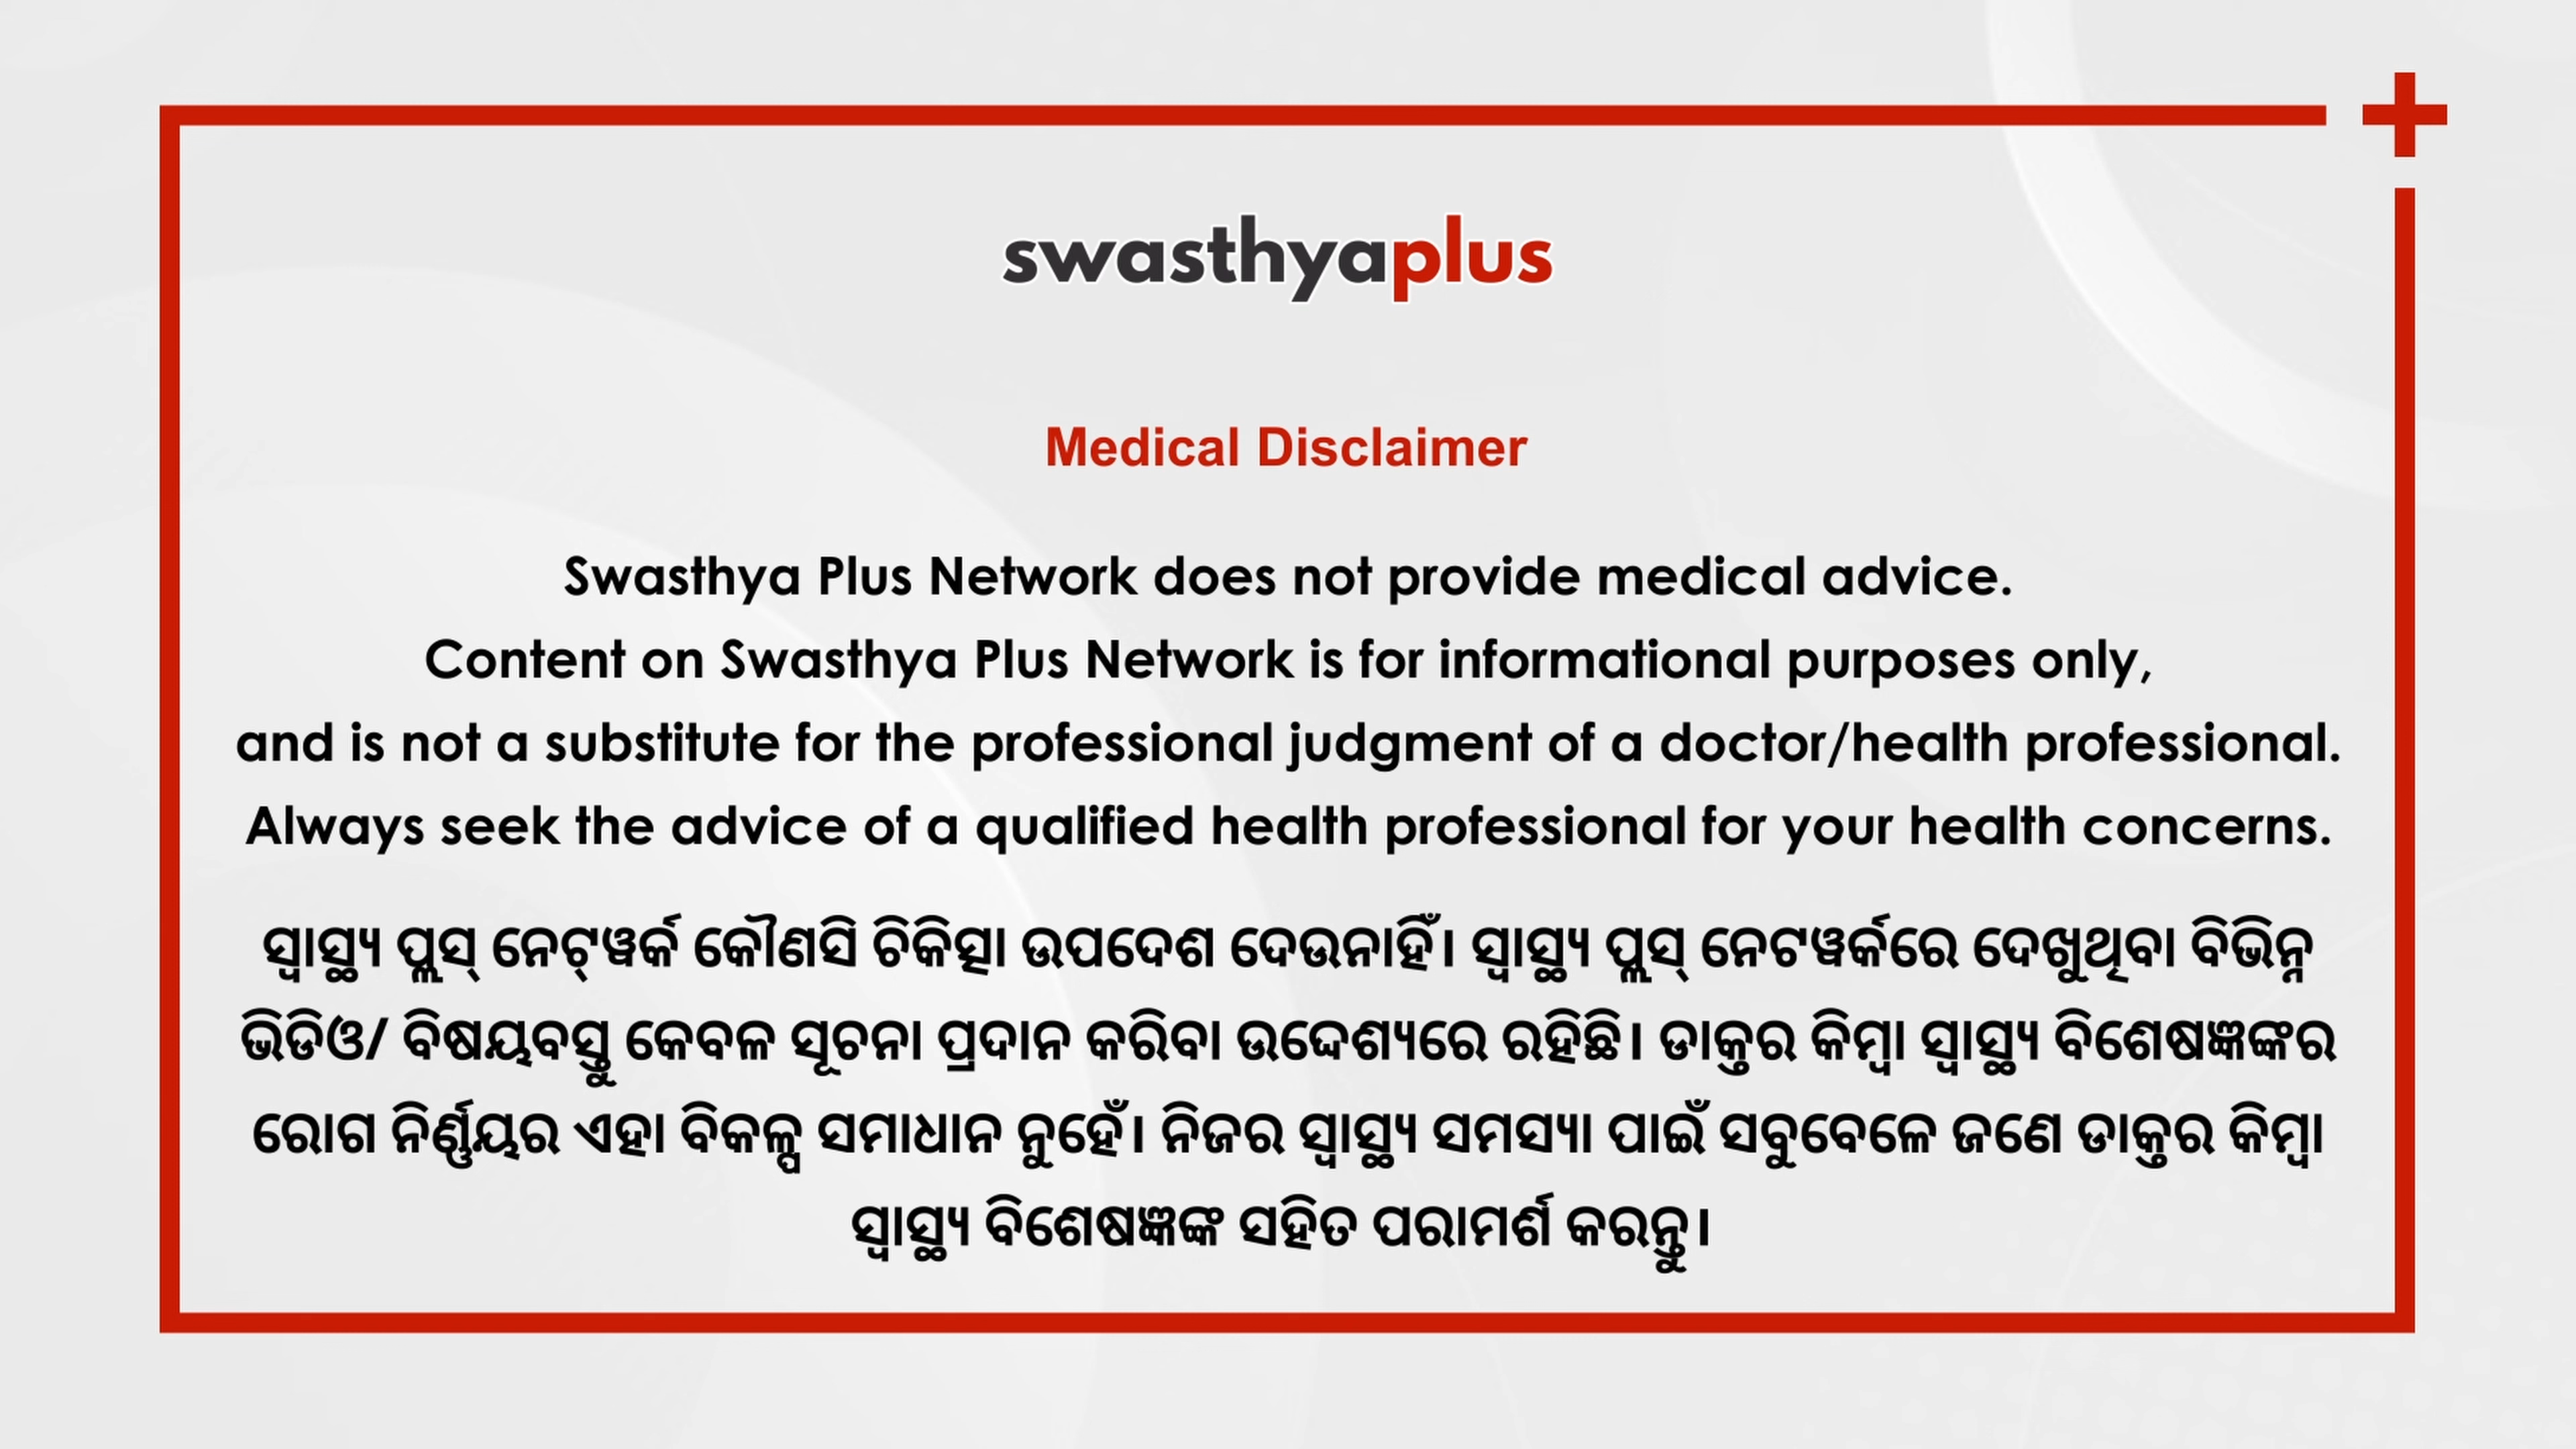 swasthyaplus
Medical Disclaimer
Swasthya Plus Network does not provide medical advice.
Content on Swasthya Plus Network is for informational purposes only,
and is not a substitute for the professional judgment of a doctor/health professional.
Always seek the advice of a qualified health professional for your health concerns.
ସ୍ୱାସ୍ଥ୍ୟ ପ୍ଲସ୍ ନେଟ୍‌ୱର୍କ କୌଣସି ଚିକିତ୍ସା ଉପଦେଶ ଦେଉନାହିଁ। ସ୍ୱାସ୍ଥ୍ୟ ପ୍ଲସ୍ ନେଟୱର୍କରେ ଦେଖୁଥିବା ବିଭିନ୍ନ
ଭିଡିଓ/ ବିଷୟବସ୍ତୁ କେବଳ ସୂଚନା ପ୍ରଦାନ କରିବା ଉଦ୍ଦେଶ୍ୟରେ ରହିଛି। ଡାକ୍ତର କିମ୍ବା ସ୍ୱାସ୍ଥ୍ୟ ବିଶେଷଜ୍ଞଙ୍କର
ରୋଗ ନିର୍ଣ୍ଣୟର ଏହା ବିକଳ୍ପ ସମାଧାନ ନୁହେଁ। ନିଜର ସ୍ୱାସ୍ଥ୍ୟ ସମସ୍ୟା ପାଇଁ ସବୁବେଳେ ଜଣେ ଡାକ୍ତର କିମ୍ବା
ସ୍ୱାସ୍ଥ୍ୟ ବିଶେଷଜ୍ଞଙ୍କ ସହିତ ପରାମର୍ଶ କରନ୍ତୁ।